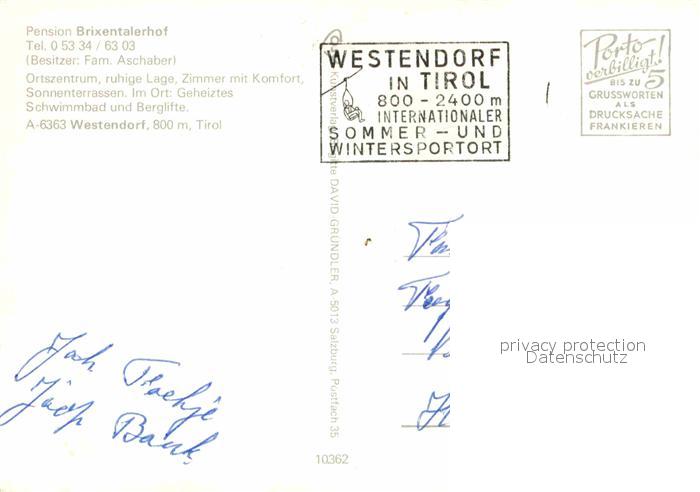 Pension Brixentalerhof
Tel. 0 53 34 / 63 03
(Besitzer: Fam. Aschaber)
Ortszentrum, ruhige Lage, Zimmer mit Komfort,
Sonnenterrassen. Im Ort: Geheiztes
Schwimmbad und Berglifte.
A-6363 Westendorf, 800 m, Tirol
WESTENDORF
IN TIROL
800 - 2400 m
INTERNATIONALER
SOMMER - UND
WINTERSPORTORT
Porto
verbilligt!
BIS ZU 5
GRUSSWORTEN
ALS
DRUCKSACHE
FRANKIEREN
DAVID GRÜNDLER, A-5013 Salzburg, Postfach 35
privacy protection
Datenschutz
10362